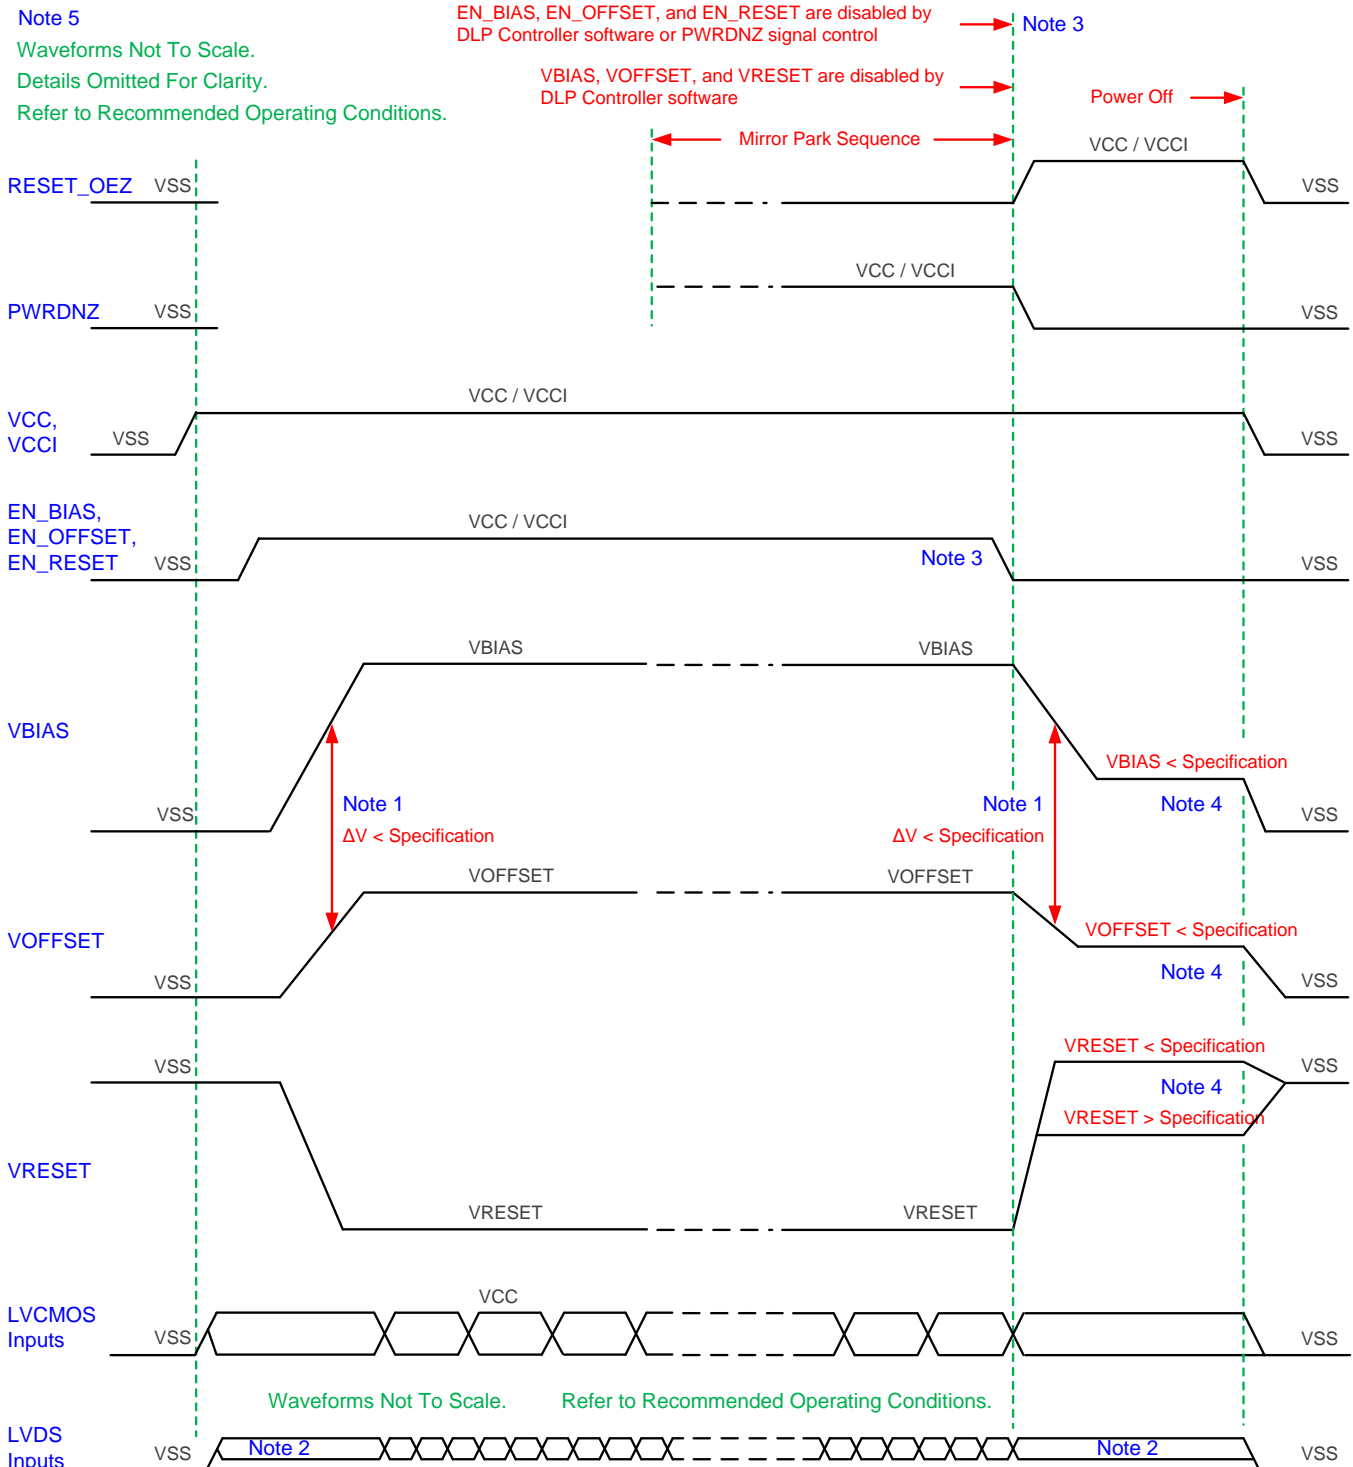 Note 5
Waveforms Not To Scale.
Details Omitted For Clarity.
Refer to Recommended Operating Conditions.
EN_BIAS, EN_OFFSET, and EN_RESET are disabled by
DLP Controller software or PWRDNZ signal control
Note 3
VBIAS, VOFFSET, and VRESET are disabled by
DLP Controller software
Power Off
Mirror Park Sequence
VCC / VCCI
RESET_OEZ
VSS
VSS
VCC / VCCI
PWRDNZ
VSS
VSS
VCC / VCCI
VCC,
VCCI
VSS
VSS
EN_BIAS,
EN_OFFSET,
EN_RESET
VSS
VCC / VCCI
Note 3
VSS
VBIAS
VBIAS
VBIAS
VBIAS < Specification
Note 1
ΔV < Specification
Note 1
ΔV < Specification
Note 4
VSS
VSS
VOFFSET
VOFFSET
VOFFSET
VOFFSET < Specification
Note 4
VSS
VSS
VRESET < Specification
VSS
Note 4
VSS
VRESET > Specification
VRESET
VRESET
VRESET
LVCMOS
Inputs
VSS
VCC
VSS
Waveforms Not To Scale.
Refer to Recommended Operating Conditions.
LVDS
Inputs
VSS
Note 2
Note 2
VSS